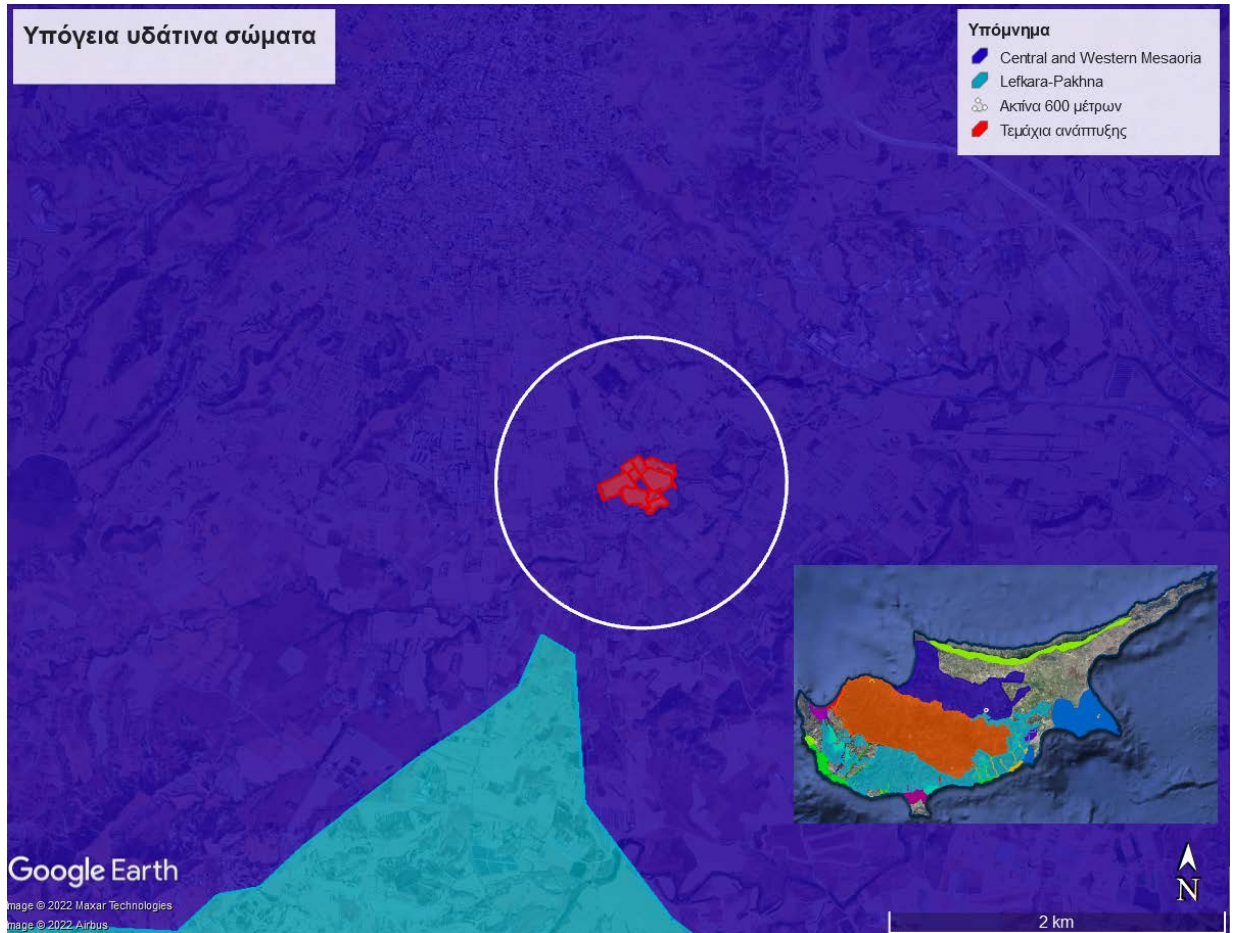 Υπόγεια υδάτινα σώματα
Υπόμνημα
Central and Western Mesaoria
Lefkara-Pakhna
Ακτίνα 600 μέτρων
Τεμάχια ανάπτυξης
Google Earth
mage © 2022 Maxar Technologies
mage © 2022 Airbus
N
2 km